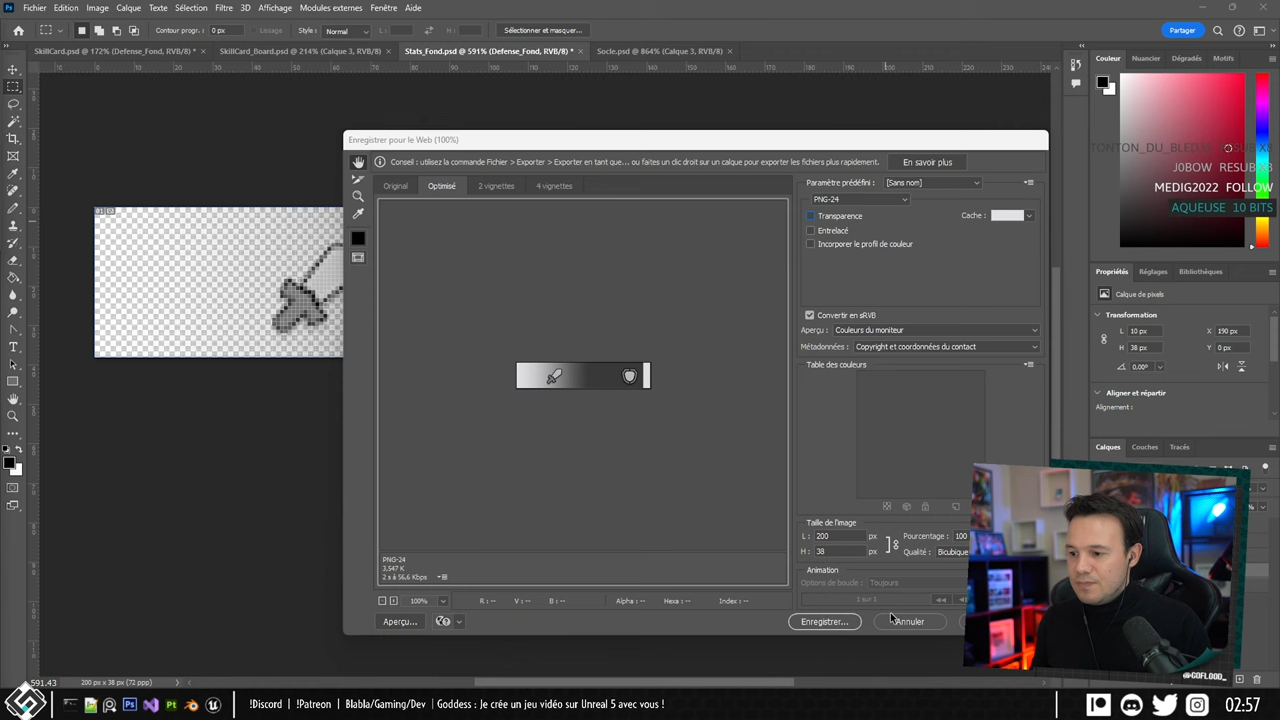 Fichier Edition Image Calque Texte Sélection Filtre 3D Affichage Modules externes Fenêtre Aide
Contour progr. : 0 px Lissage Style : Normal L : H : Sélectionner et masquer... Partager
SkillCard.psd @ 172% (Defense_Fond, RVB/8) * × SkillCard_Board.psd @ 214% (Calque 3, RVB/8) × Stats_Fond.psd @ 591% (Defense_Fond, RVB/8) * × Socle.psd @ 864% (Calque 3, RVB/8) ×
Couleur Nuancier Dégradés Motifs
Enregistrer pour le Web (100%)
Conseil : utilisez la commande Fichier > Exporter > Exporter en tant que... ou faites un clic droit sur un calque pour exporter les fichiers plus rapidement.
En savoir plus
Original Optimisé 2 vignettes 4 vignettes
Paramètre prédéfini : [Sans nom]
PNG-24
Transparence Cache :
Entrelacé
Incorporer le profil de couleur
Convertir en sRVB
Aperçu : Couleurs du moniteur
Métadonnées : Copyright et coordonnées du contact
Table des couleurs
Taille de l'image
L : 200 px Pourcentage : 100
H : 38 px Qualité : Bicubique
Animation
Options de boucle : Toujours
1 sur 1
PNG-24
3,547 K
2 s à 56,6 Kbps
100% R : -- V : -- B : -- Alpha : -- Hexa : -- Index : --
Aperçu... Enregistrer... Annuler
J0BOW RESUB X8
MEDIG2022 FOLLOW
AQUEUSE 10 BITS
Propriétés Réglages Bibliothèques
Calque de pixels
Transformation
L 10 px X 190 px
H 38 px Y 0 px
0.00°
Aligner et répartir
Alignement :
Calques Couches Tracés
@GOFLOOD_
591.43 200 px x 38 px (72 ppp)
!Discord | !Patreon | Blabla/Gaming/Dev | Goddess : Je crée un jeu vidéo sur Unreal 5 avec vous !
02:57